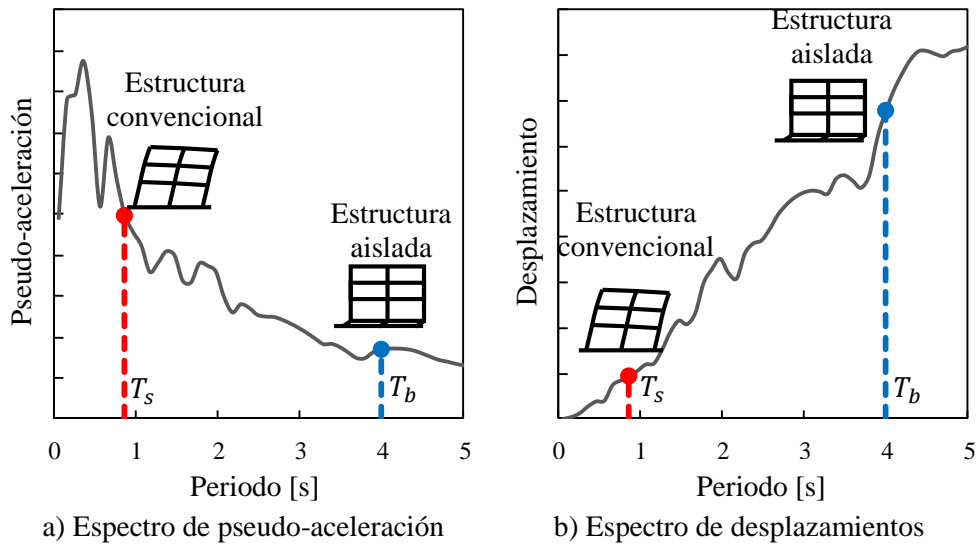 Pseudo-aceleración
Estructura
convencional
Estructura
aislada
T_s
T_b
0 1 2 3 4 5
Periodo [s]
a) Espectro de pseudo-aceleración
Desplazamiento
Estructura
aislada
Estructura
convencional
T_s
T_b
0 1 2 3 4 5
Periodo [s]
b) Espectro de desplazamientos